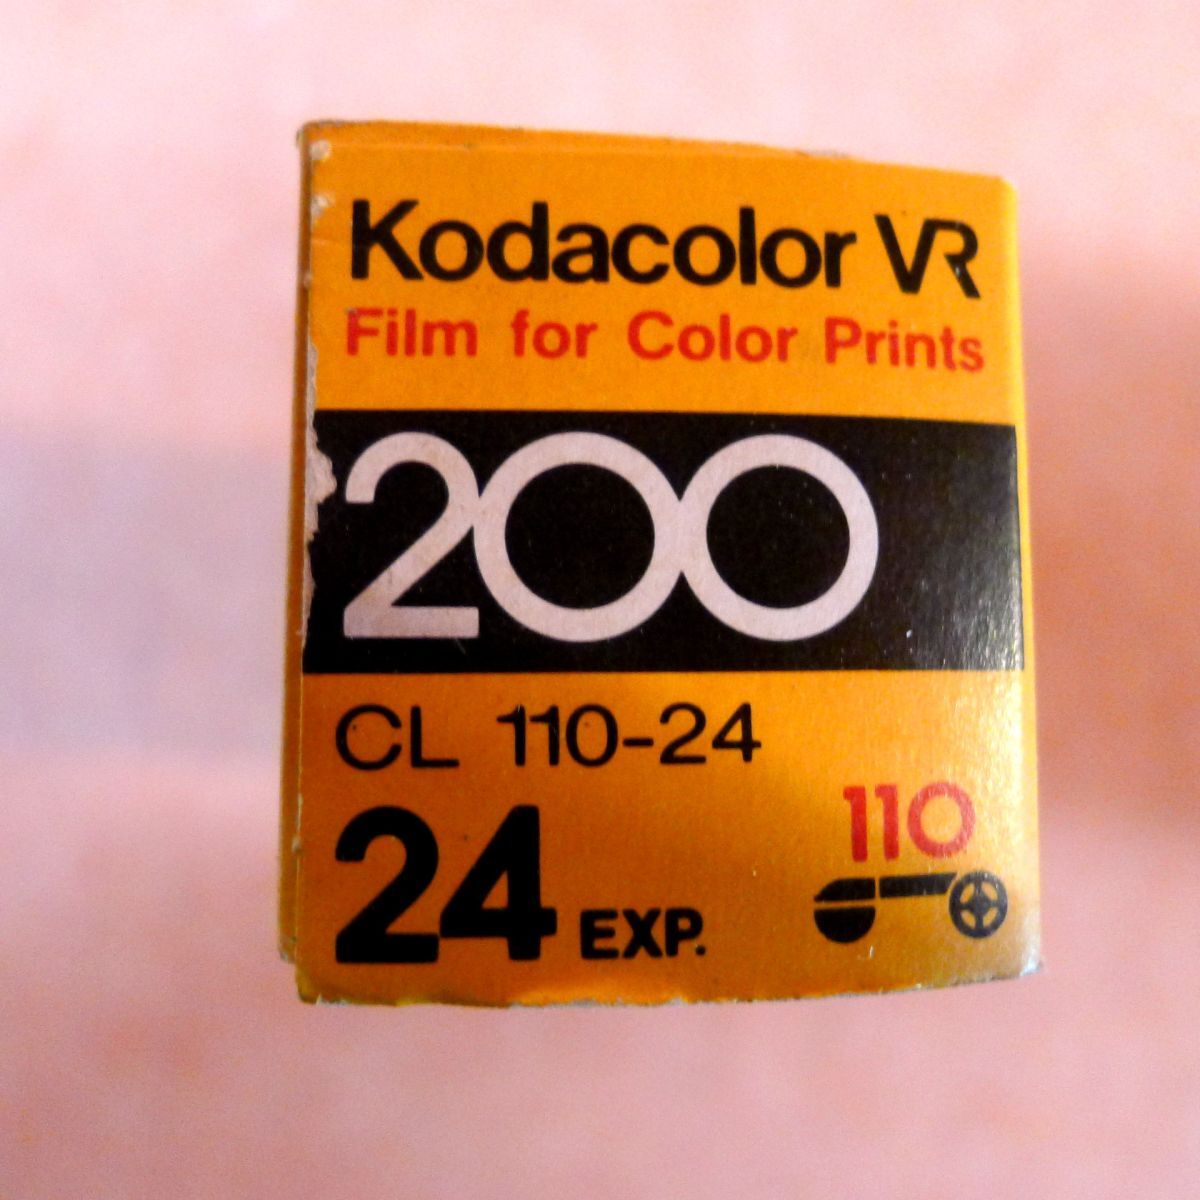 Kodacolor VR
Film for Color Prints
200
CL 110-24
110
24 EXP.